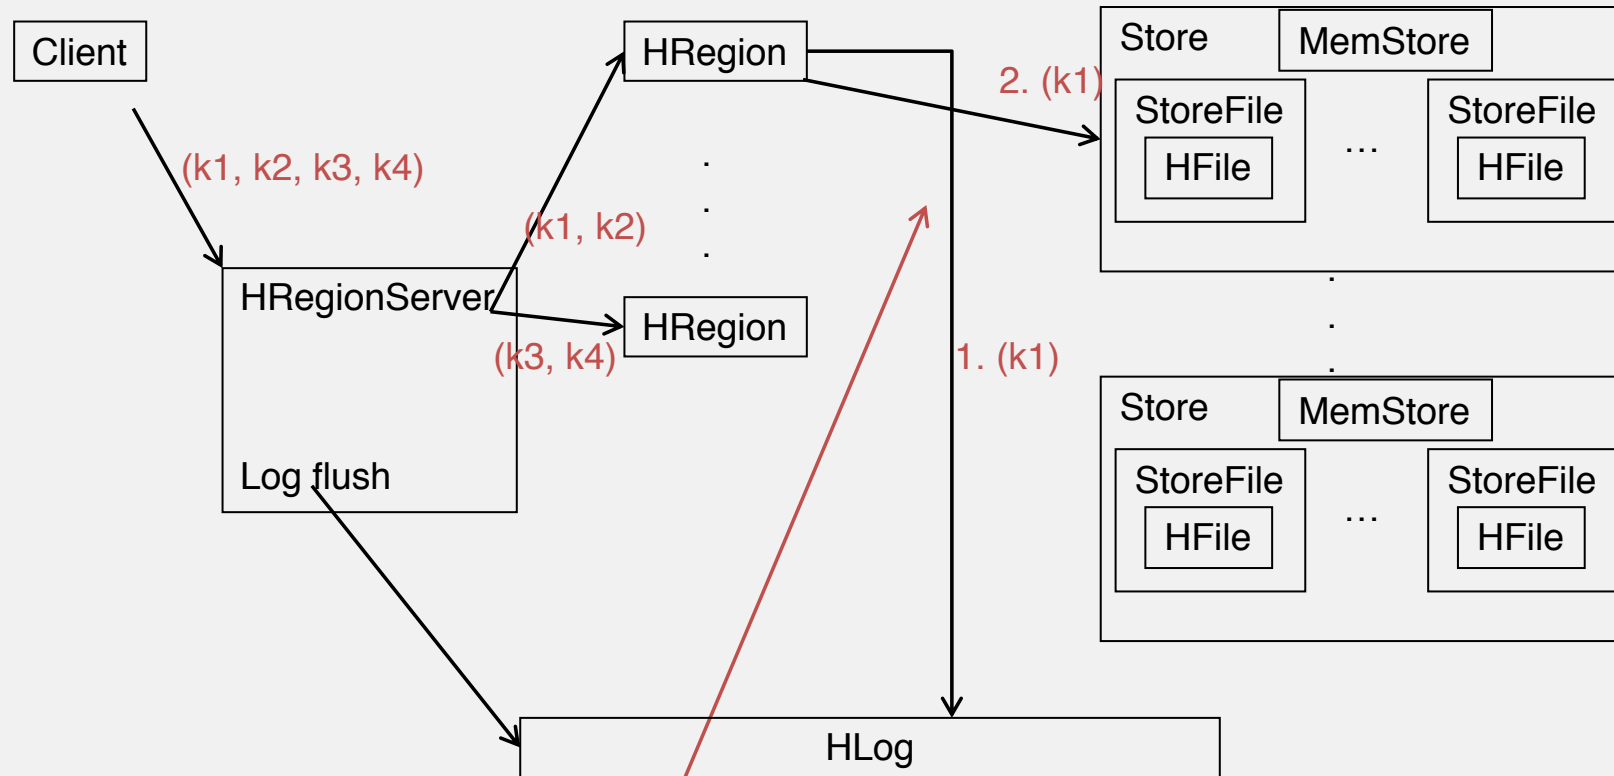 Client
(k1, k2, k3, k4)
HRegionServer
Log flush
HRegion
(k1, k2)
.
.
.
HRegion
(k3, k4)
2. (k1)
1. (k1)
Store
MemStore
StoreFile
HFile
...
StoreFile
HFile
.
.
.
Store
MemStore
StoreFile
HFile
...
StoreFile
HFile
HLog